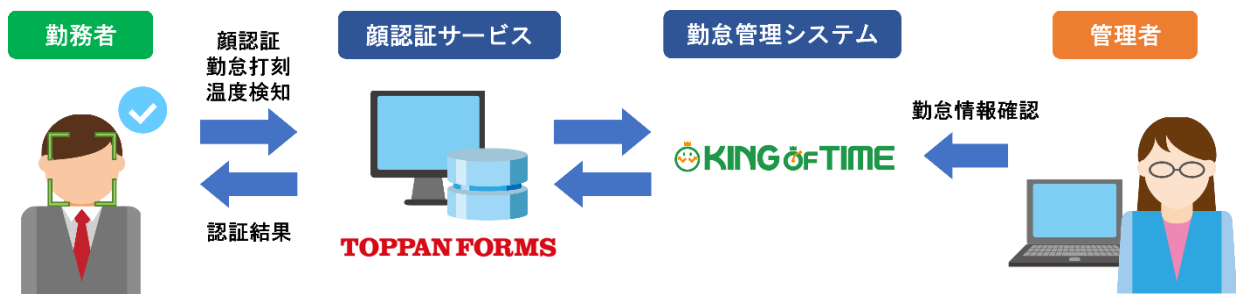 勤務者
顔認証サービス
勤怠管理システム
管理者
顔認証
勤怠打刻
温度検知
認証結果
TOPPAN FORMS
KING OF TIME
勤怠情報確認